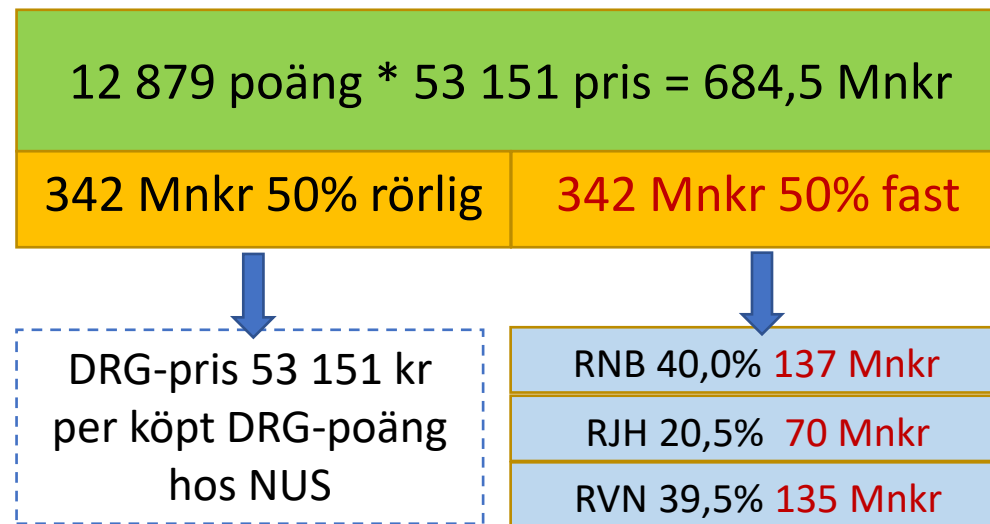 12 879 poäng * 53 151 pris = 684,5 Mnkr
342 Mnkr 50% rörlig
342 Mnkr 50% fast
DRG-pris 53 151 kr
per köpt DRG-poäng
hos NUS
RNB 40,0% 137 Mnkr
RJH 20,5% 70 Mnkr
RVN 39,5% 135 Mnkr